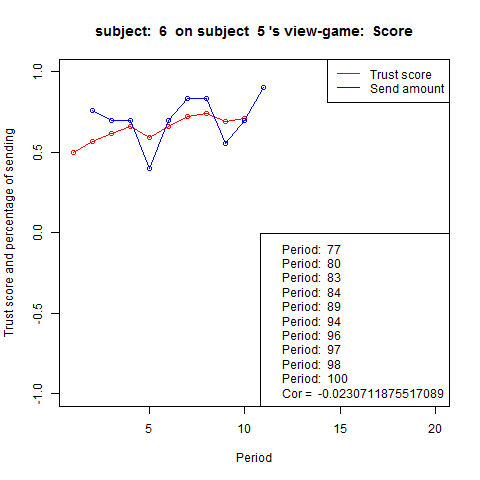 subject: 6 on subject 5 's view-game: Score
Trust score
Send amount
Trust score and percentage of sending
1.0
0.5
0.0
-0.5
-1.0
Period: 77
Period: 80
Period: 83
Period: 84
Period: 89
Period: 94
Period: 96
Period: 97
Period: 98
Period: 100
Cor = -0.0230711875517089
5
10
15
20
Period